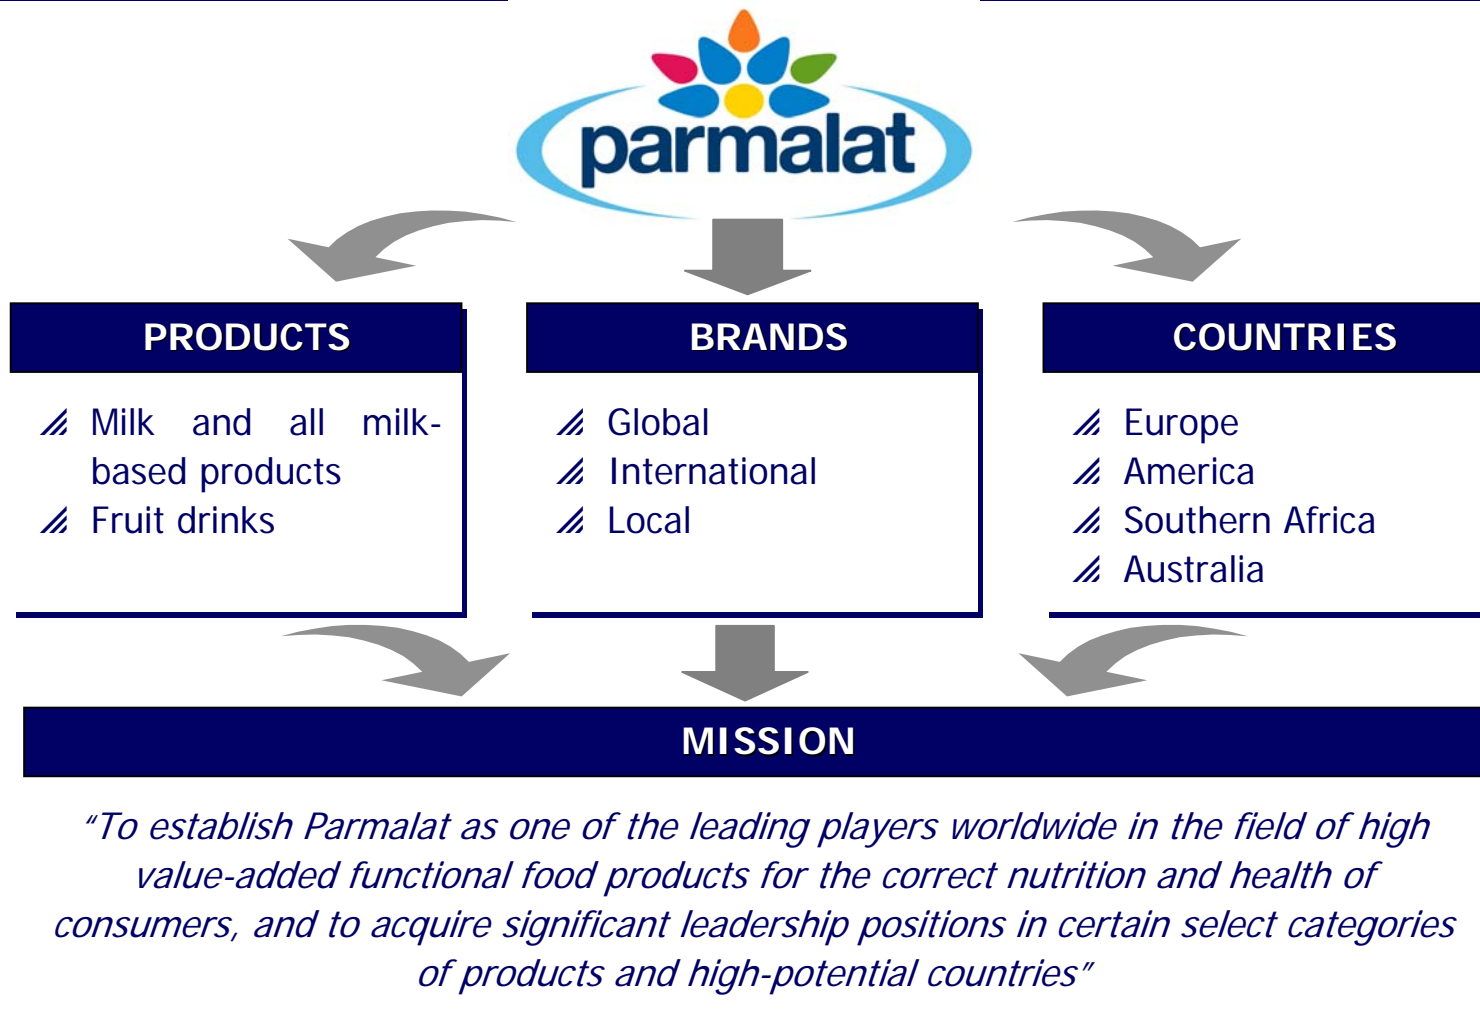 parmalat
PRODUCTS
Milk and all milk-
based products
Fruit drinks
BRANDS
Global
International
Local
COUNTRIES
Europe
America
Southern Africa
Australia
MISSION
“To establish Parmalat as one of the leading players worldwide in the field of high
value-added functional food products for the correct nutrition and health of
consumers, and to acquire significant leadership positions in certain select categories
of products and high-potential countries”